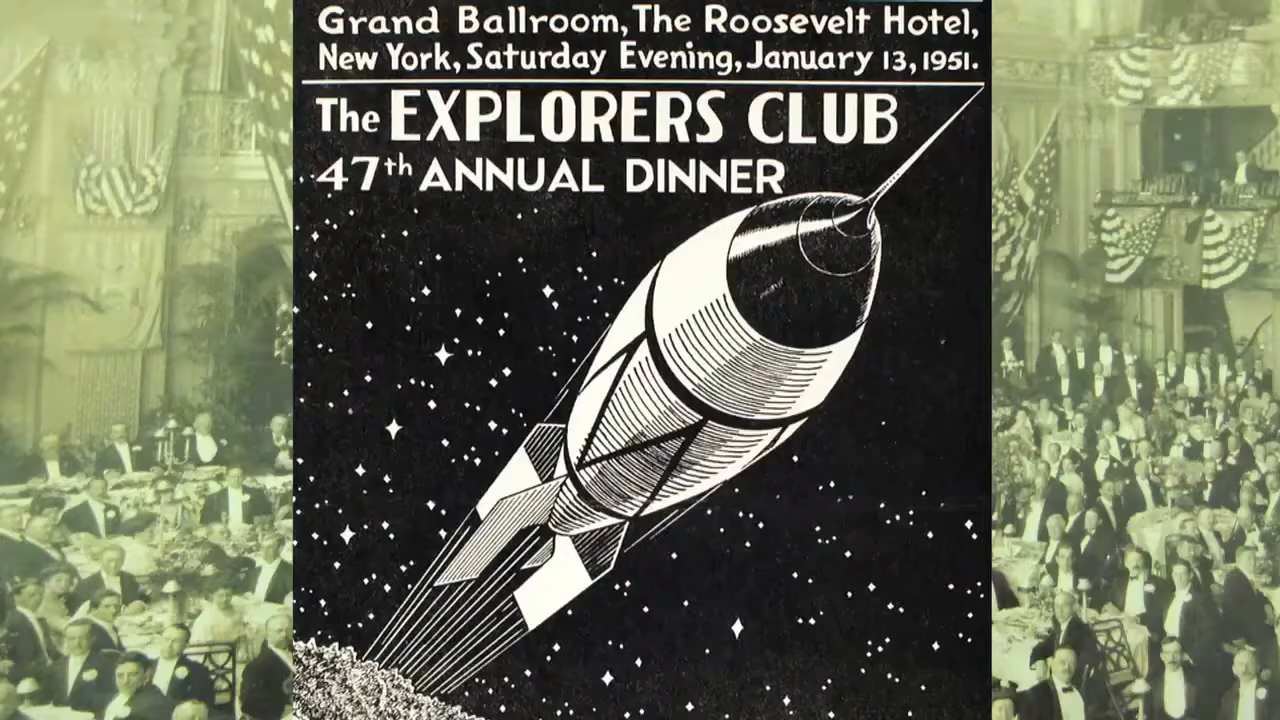 Grand Ballroom, The Roosevelt Hotel,
New York, Saturday Evening, January 13, 1951.
The EXPLORERS CLUB
47th ANNUAL DINNER